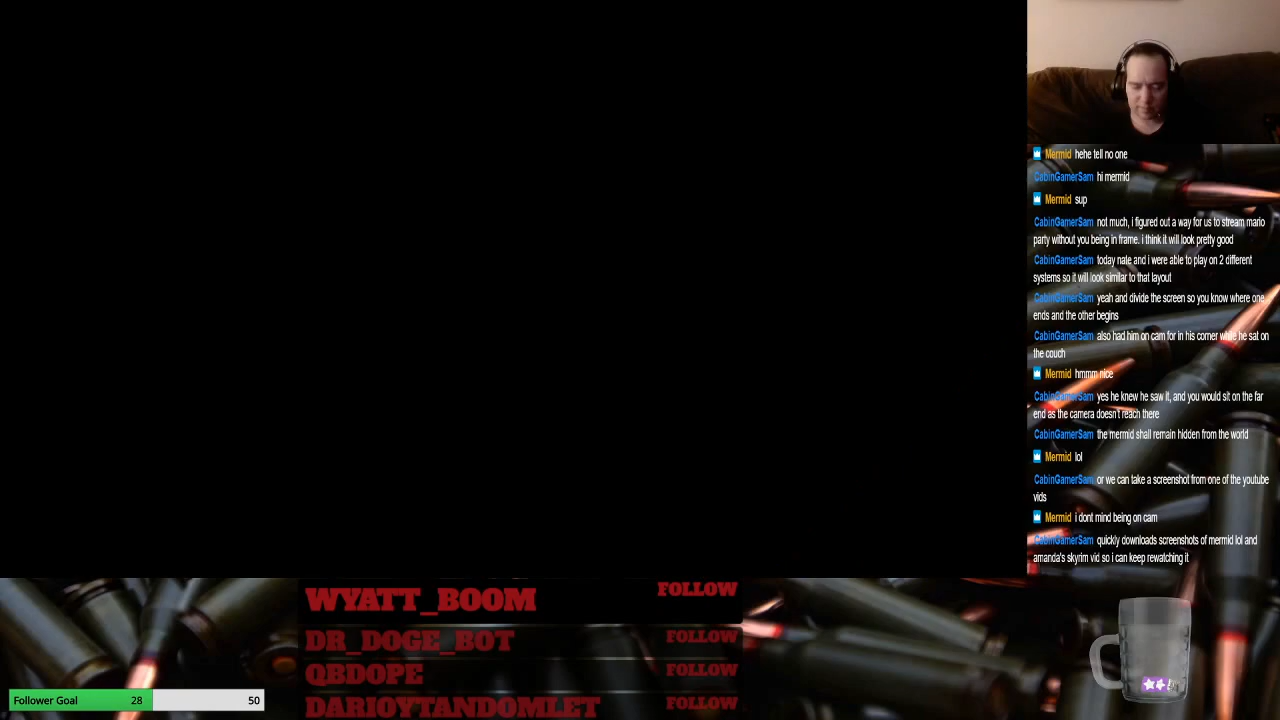 Mermid hehe tell no one
CabinGamerSam hi mermid
Mermid sup
CabinGamerSam not much, i figured out a way for us to stream mario
party without you being in frame. i think it will look pretty good
CabinGamerSam today nate and i were able to play on 2 different
systems so it will look similar to that layout
CabinGamerSam yeah and divide the screen so you know where one
ends and the other begins
CabinGamerSam also had him on cam for in his corner while he sat on
the couch
Mermid hmmm nice
CabinGamerSam yes he knew he saw it, and you would sit on the far
end as the camera doesn't reach there
CabinGamerSam the mermid shall remain hidden from the world
Mermid lol
CabinGamerSam or we can take a screenshot from one of the youtube
vids
Mermid i dont mind being on cam
CabinGamerSam quickly downloads screenshots of mermid lol and
amanda's skyrim vid so i can keep rewatching it
WYATT_BOOM FOLLOW
DR_DOGE_BOT FOLLOW
QBDOPE FOLLOW
DARIOYTANDOMLET FOLLOW
Follower Goal 28 50